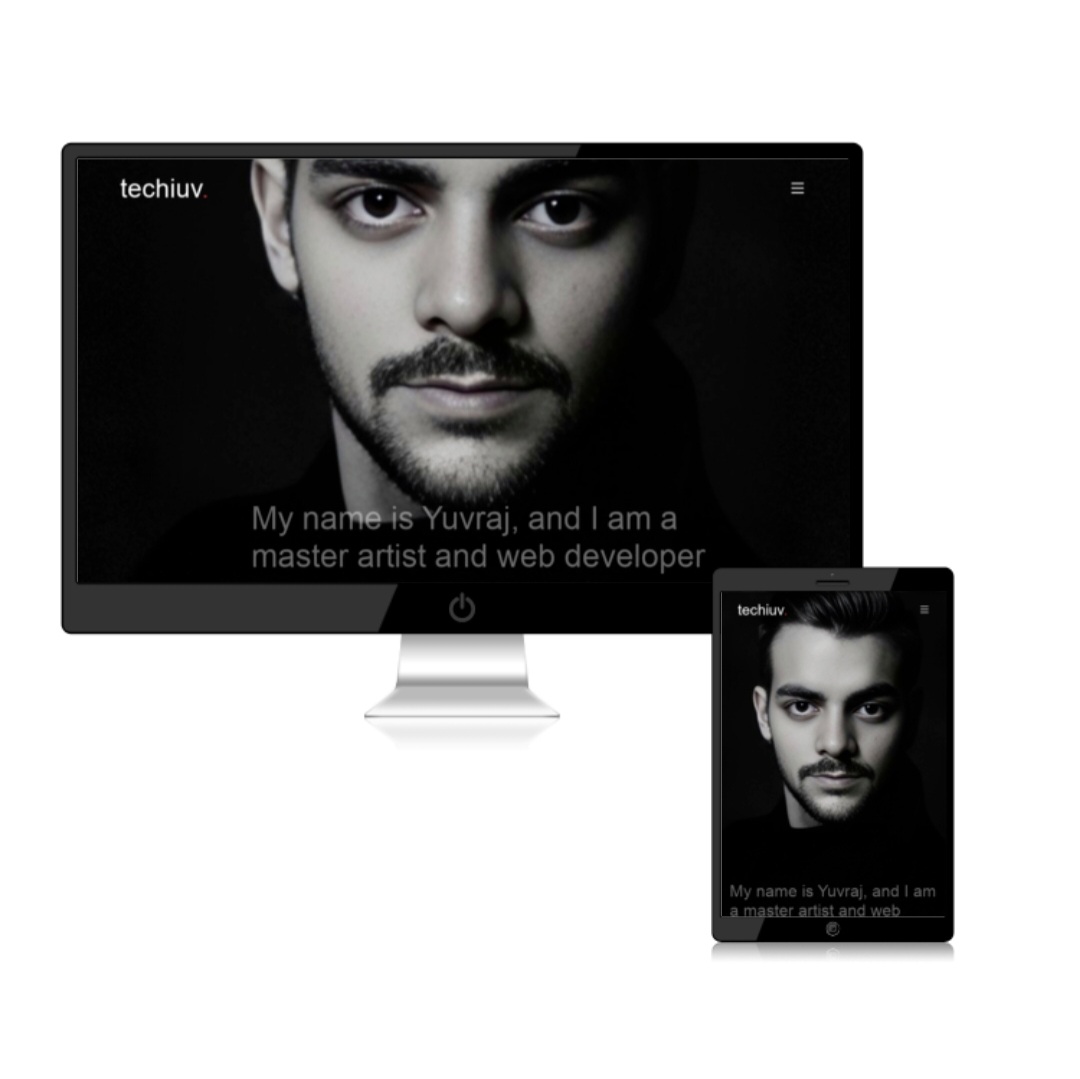 techiuv.
My name is Yuvraj, and I am a
master artist and web developer
techiuv.
My name is Yuvraj, and I am
a master artist and web